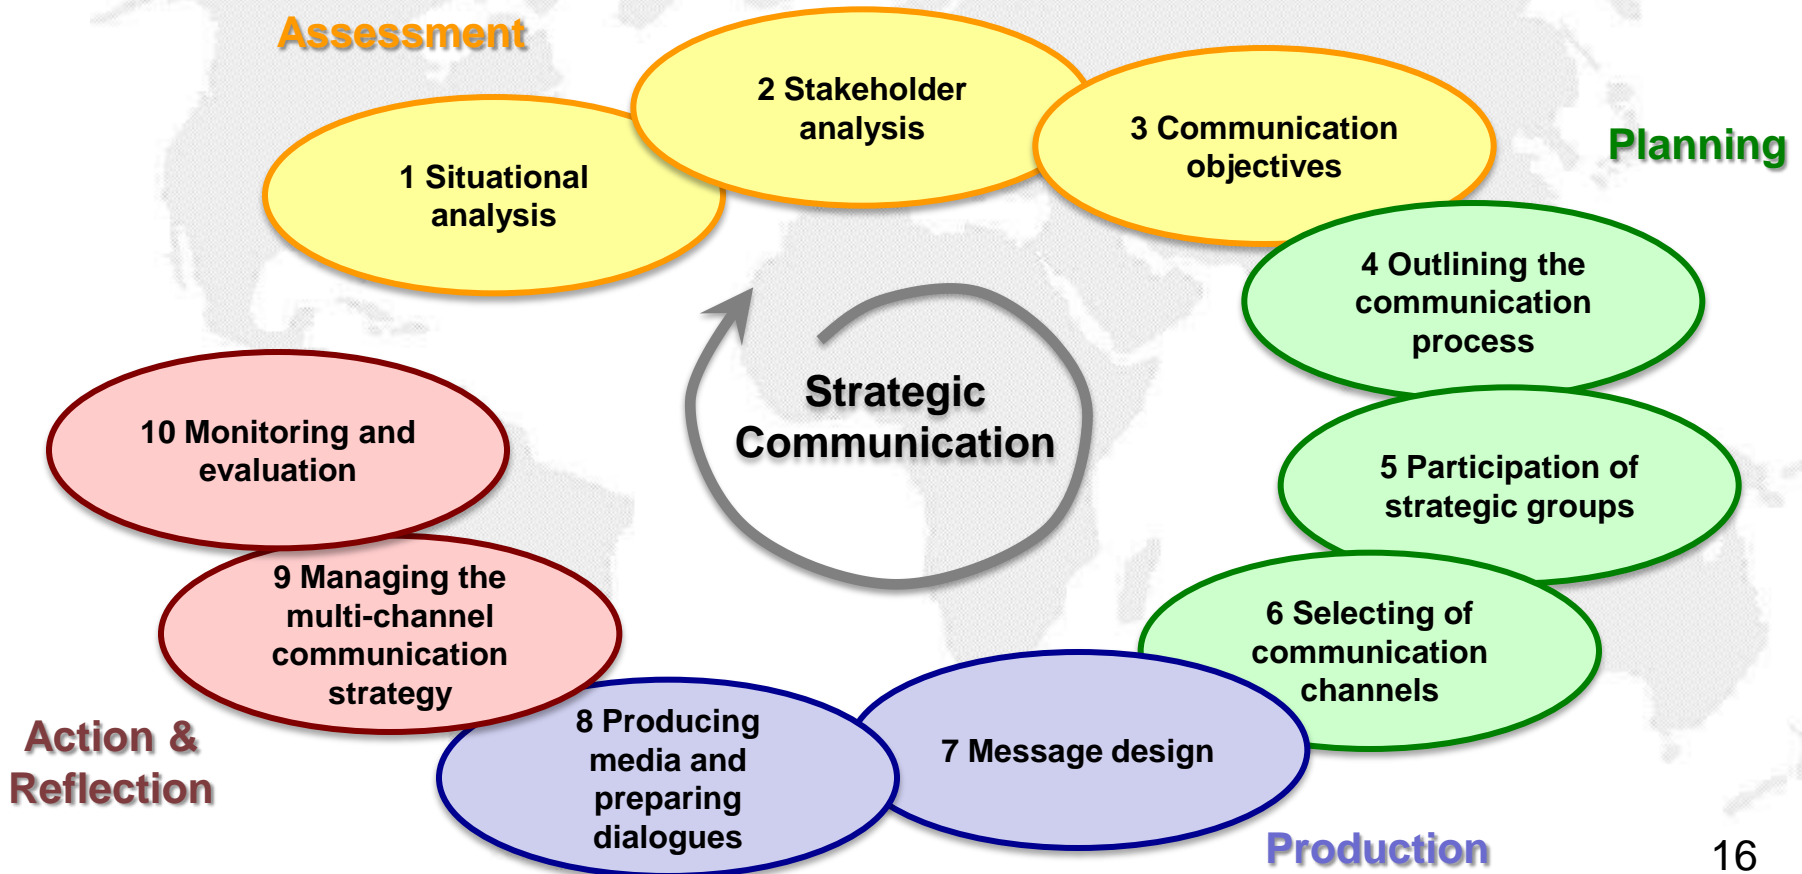 Assessment
1 Situational
analysis
2 Stakeholder
analysis
3 Communication
objectives
Planning
4 Outlining the
communication
process
5 Participation of
strategic groups
6 Selecting of
communication
channels
Strategic
Communication
7 Message design
Production
8 Producing
media and
preparing
dialogues
9 Managing the
multi-channel
communication
strategy
10 Monitoring and
evaluation
Action &
Reflection
16